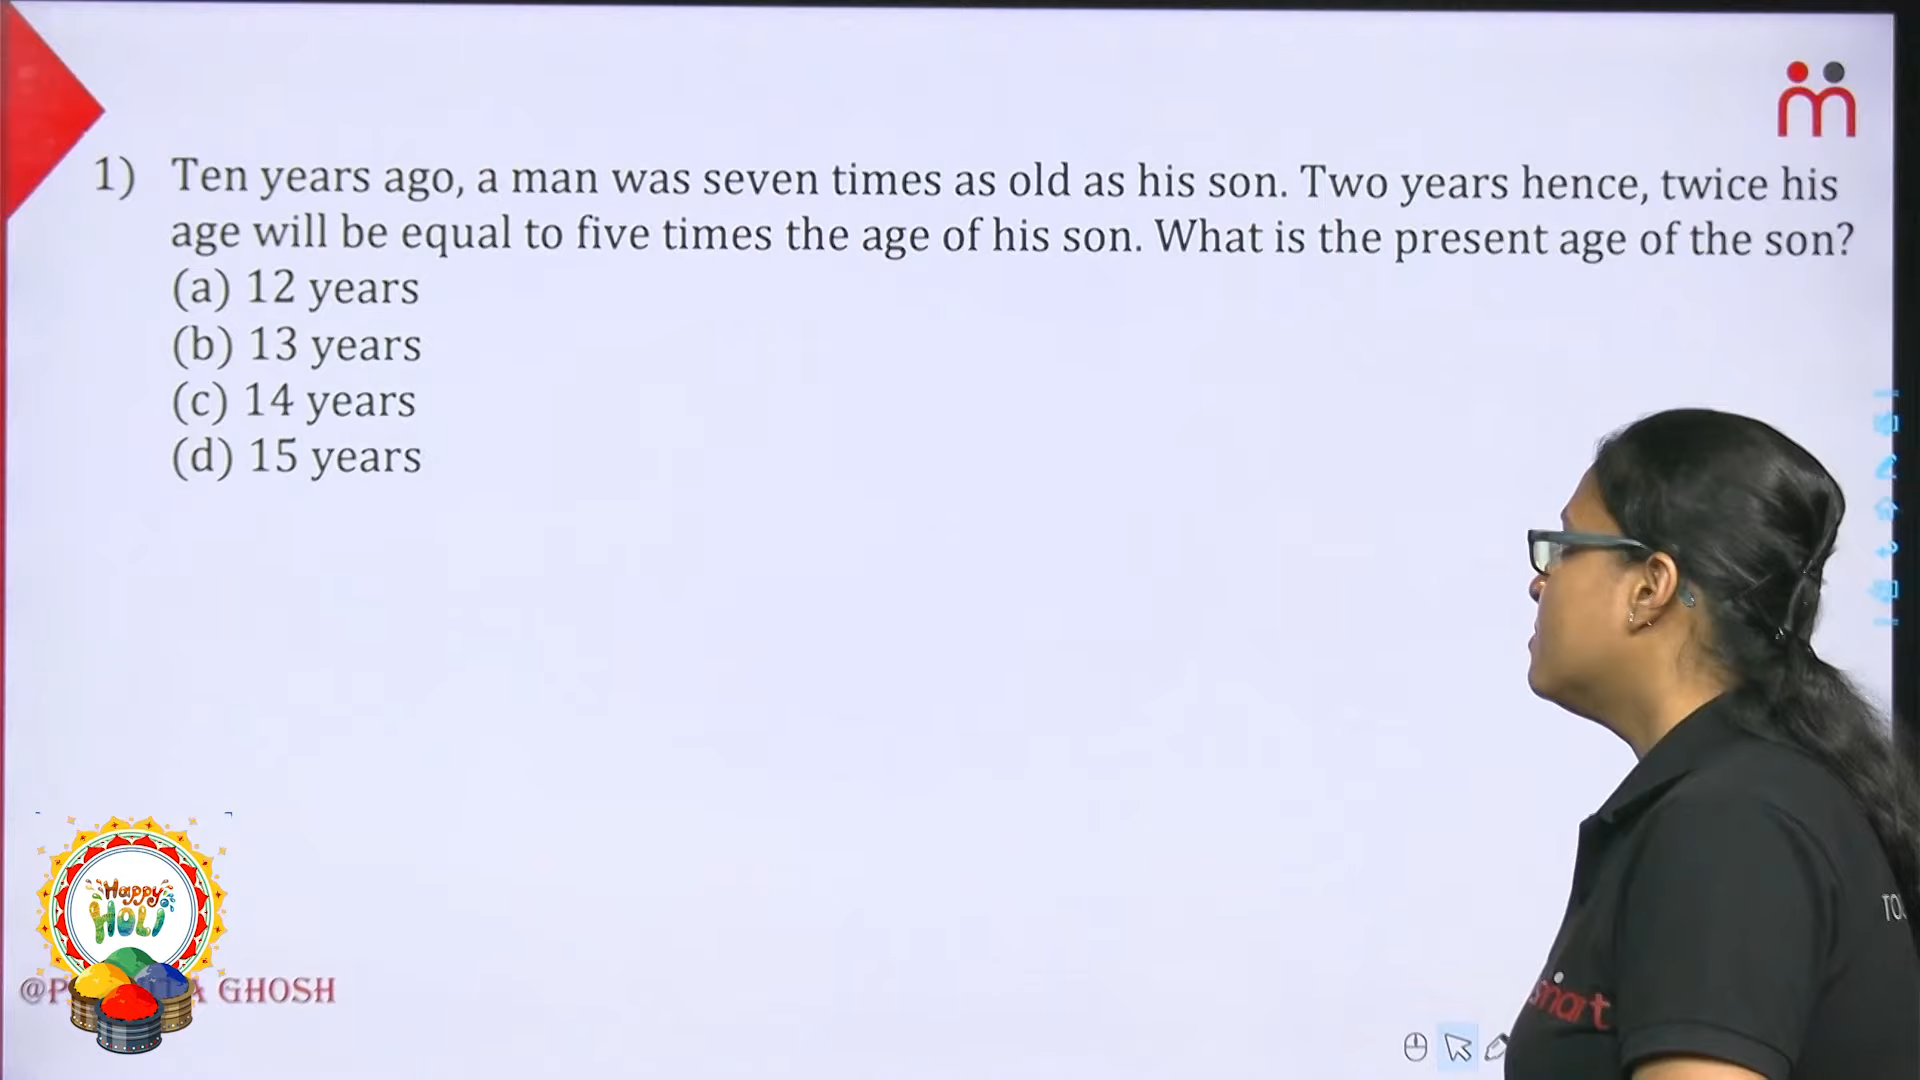 1) Ten years ago, a man was seven times as old as his son. Two years hence, twice his
age will be equal to five times the age of his son. What is the present age of the son?
(a) 12 years
(b) 13 years
(c) 14 years
(d) 15 years
Happy
HOLI
GHOSH
smart